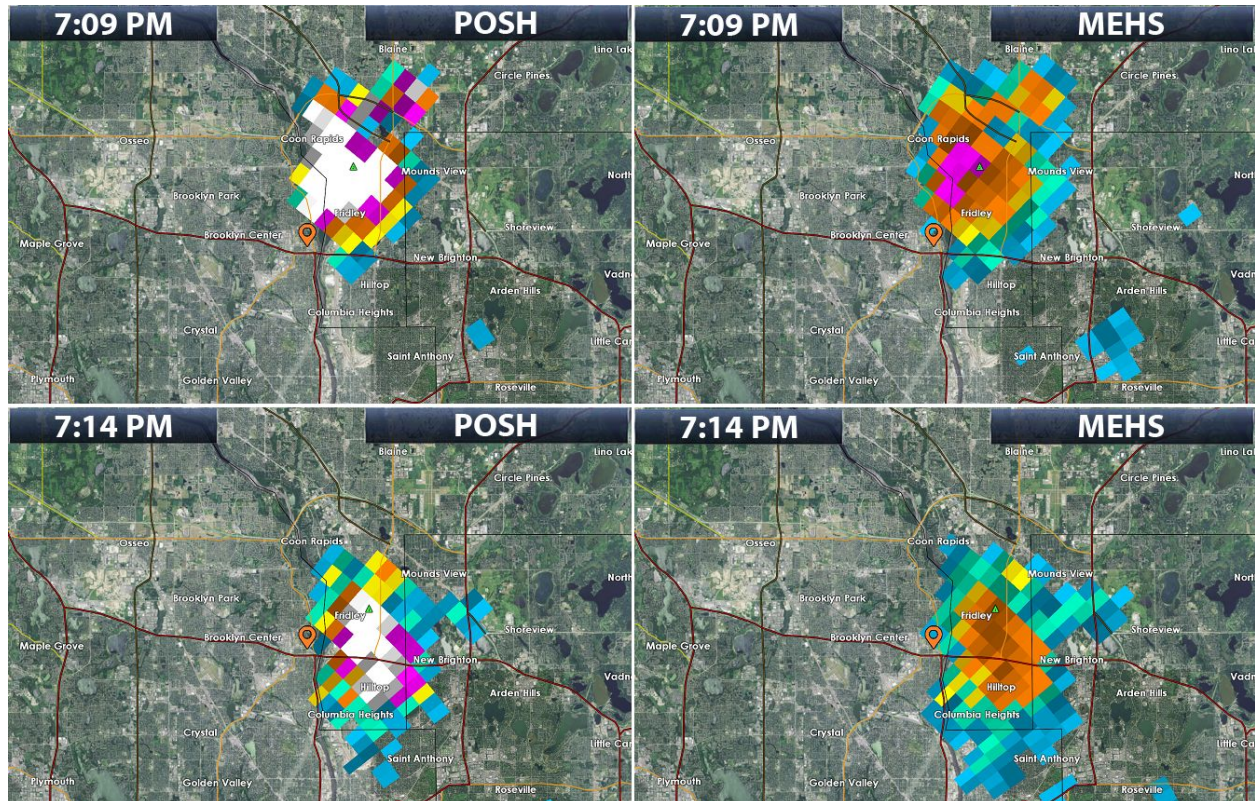 7:09 PM POSH
Blaine
Lino Lak
Circle Pines
Coon Rapids
Osseo
Mounds View
Brooklyn Park
North
Fridley
Brooklyn Center
Shoreview
Maple Grove
New Brighton
Vadn
Hilltop
Arden Hills
Columbia Heights
Crystal
Little Ca
Saint Anthony
Plymouth
Golden Valley
Roseville
7:09 PM MEHS
Blaine
Lino Lak
Circle Pines
Coon Rapids
Osseo
Mounds View
Brooklyn Park
North
Fridley
Brooklyn Center
Shoreview
Maple Grove
New Brighton
Vadn
Hilltop
Arden Hills
Columbia Heights
Crystal
Little Ca
Saint Anthony
Plymouth
Golden Valley
Roseville
7:14 PM POSH
Blaine
Lino L
Circle Pines
Coon Rapids
Osseo
Mounds View
Brooklyn Park
North
Fridley
Brooklyn Center
Shoreview
Maple Grove
New Brighton
Vadn
Hilltop
Arden Hills
Columbia Heights
Crystal
Little Ca
Saint Anthony
Plymouth
Golden Valley
Roseville
7:14 PM MEHS
Blaine
Lino L
Circle Pines
Coon Rapids
Osseo
Mounds View
Brooklyn Park
North
Fridley
Brooklyn Center
Shoreview
Maple Grove
New Brighton
Vadn
Hilltop
Arden Hills
Columbia Heights
Crystal
Little Ca
Saint Anthony
Plymouth
Golden Valley
Roseville